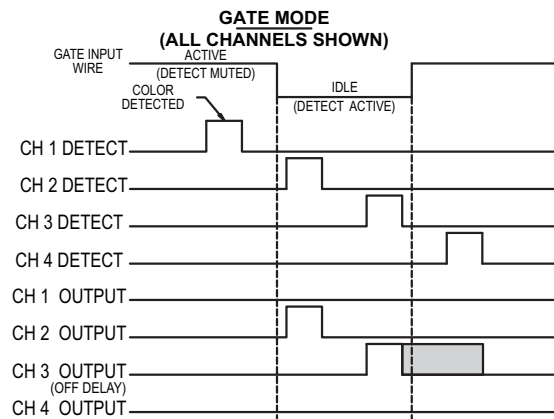 GATE MODE
(ALL CHANNELS SHOWN)
GATE INPUT
WIRE
ACTIVE
(DETECT MUTED)
IDLE
(DETECT ACTIVE)
COLOR
DETECTED
CH 1 DETECT
CH 2 DETECT
CH 3 DETECT
CH 4 DETECT
CH 1 OUTPUT
CH 2 OUTPUT
CH 3 OUTPUT
(OFF DELAY)
CH 4 OUTPUT